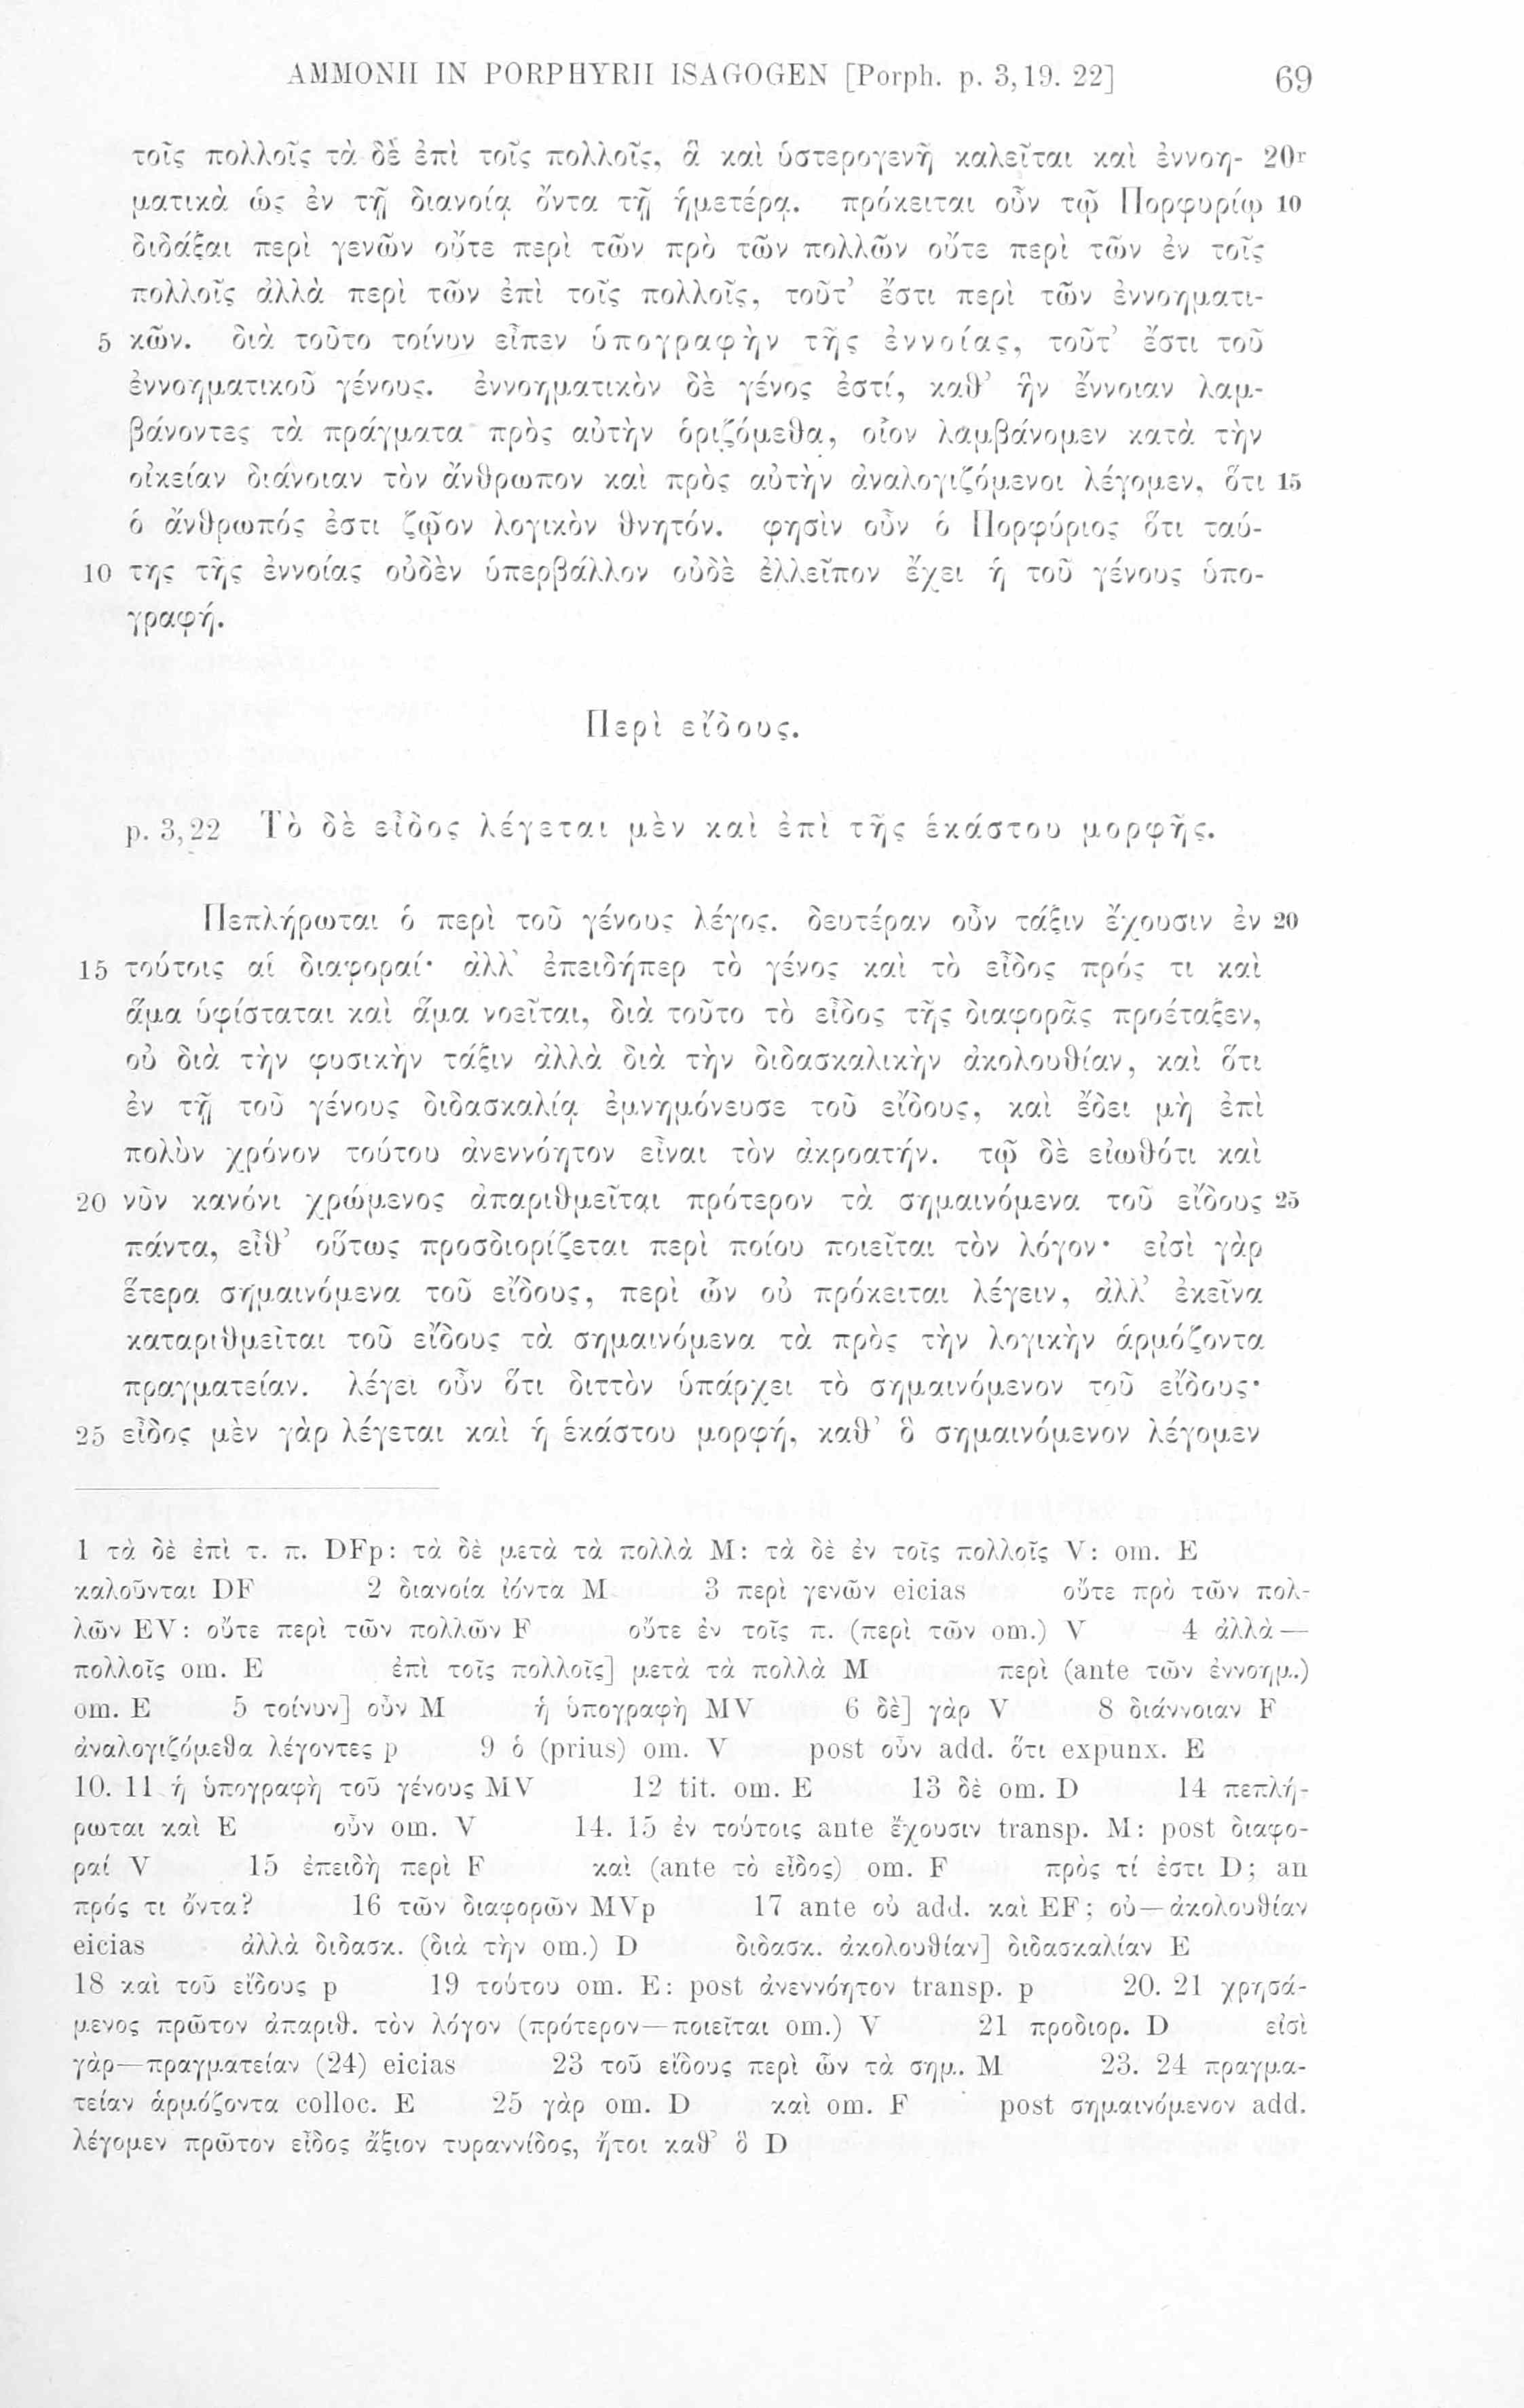 AMMONII IN PORPHYRII ISAGOGEN [Porph. p. 3,19. 22] 69
τοῖς πολλοῖς τὰ δὲ ἐπὶ τοῖς πολλοῖς, ἃ καὶ ὑστερογενῆ καλεῖται καὶ ἐννοη- 20r
ματικὰ ὡς ἐν τῇ διανοίᾳ ὄντα τῇ ἡμετέρᾳ. πρόκειται οὖν τῷ Πορφυρίῳ 10
διδάξαι περὶ γενῶν οὔτε περὶ τῶν πρὸ τῶν πολλῶν οὔτε περὶ τῶν ἐν τοῖς
πολλοῖς ἀλλὰ περὶ τῶν ἐπὶ τοῖς πολλοῖς, τοῦτ’ ἔστι περὶ τῶν ἐννοηματι-
5 κῶν. διὰ τοῦτο τοίνυν εἶπεν ὑπογραφὴν τῆς ἐννοίας, τοῦτ’ ἔστι τοῦ
ἐννοηματικοῦ γένους. ἐννοηματικὸν δὲ γένος ἐστί, καθ’ ἣν ἔννοιαν λαμ-
βάνοντες τὰ πράγματα πρὸς αὐτὴν ὁριζόμεθα, οἷον λαμβάνομεν κατὰ τὴν
οἰκείαν διάνοιαν τὸν ἄνθρωπον καὶ πρὸς αὐτὴν ἀναλογιζόμενοι λέγομεν, ὅτι 15
ὁ ἄνθρωπός ἐστι ζῷον λογικὸν θνητόν. φησὶν οὖν ὁ Πορφύριος ὅτι ταύ-
10 της τῆς ἐννοίας οὐδὲν ὑπερβάλλον οὐδὲ ἐλλεῖπον ἔχει ἡ τοῦ γένους ὑπο-
γραφή.
Περὶ εἴδους.
p. 3,22 Τὸ δὲ εἶδος λέγεται μὲν καὶ ἐπὶ τῆς ἑκάστου μορφῆς.
Πεπλήρωται ὁ περὶ τοῦ γένους λέγος. δευτέραν οὖν τάξιν ἔχουσιν ἐν 20
15 τούτοις αἱ διαφοραί· ἀλλ’ ἐπειδήπερ τὸ γένος καὶ τὸ εἶδος πρός τι καὶ
ἅμα ὑφίσταται καὶ ἅμα νοεῖται, διὰ τοῦτο τὸ εἶδος τῆς διαφορᾶς προέταξεν,
οὐ διὰ τὴν φυσικὴν τάξιν ἀλλὰ διὰ τὴν διδασκαλικὴν ἀκολουθίαν, καὶ ὅτι
ἐν τῇ τοῦ γένους διδασκαλίᾳ ἐμνημόνευσε τοῦ εἴδους, καὶ ἔδει μὴ ἐπὶ
πολὺν χρόνον τούτου ἀνεννόητον εἶναι τὸν ἀκροατήν. τῷ δὲ εἰωθότι καὶ
20 νῦν κανόνι χρώμενος ἀπαριθμεῖται πρότερον τὰ σημαινόμενα τοῦ εἴδους 25
πάντα, εἶθ’ οὕτως προσδιορίζεται περὶ ποίου ποιεῖται τὸν λόγον· εἰσὶ γὰρ
ἕτερα σημαινόμενα τοῦ εἴδους, περὶ ὧν οὐ πρόκειται λέγειν, ἀλλ’ ἐκεῖνα
καταριθμεῖται τοῦ εἴδους τὰ σημαινόμενα τὰ πρὸς τὴν λογικὴν ἁρμόζοντα
πραγματείαν. λέγει οὖν ὅτι διττὸν ὑπάρχει τὸ σημαινόμενον τοῦ εἴδους·
25 εἶδος μὲν γὰρ λέγεται καὶ ἡ ἑκάστου μορφή, καθ’ ὃ σημαινόμενον λέγομεν
1 τὰ δὲ ἐπὶ τ. π. DFp: τὰ δὲ μετὰ τὰ πολλὰ M: τὰ δὲ ἐν τοῖς πολλοῖς V: om. E
καλοῦνται DF 2 διανοία ἰόντα M 3 περὶ γενῶν eicias οὔτε πρὸ τῶν πολ-
λῶν EV: οὔτε περὶ τῶν πολλῶν F οὔτε ἐν τοῖς π. (περὶ τῶν om.) V 4 ἀλλὰ —
πολλοῖς om. E ἐπὶ τοῖς πολλοῖς] μετὰ τὰ πολλὰ M περὶ (ante τῶν ἐννοημ.)
om. E 5 τοίνυν] οὖν M ἡ ὑπογραφὴ MV 6 δὲ] γὰρ V 8 διάννοιαν F
ἀναλογιζόμεθα λέγοντες p 9 ὁ (prius) om. V post οὖν add. ὅτι expunx. E
10. 11 ἡ ὑπογραφὴ τοῦ γένους MV 12 tit. om. E 13 δὲ om. D 14 πεπλή-
ρωται καὶ E οὖν om. V 14. 15 ἐν τούτοις ante ἔχουσιν transp. M: post διαφο-
ραί V 15 ἐπειδὴ περὶ F καὶ (ante τὸ εἶδος) om. F πρὸς τί ἐστι D; an
πρός τι ὄντα? 16 τῶν διαφορῶν MVp 17 ante οὐ add. καὶ EF; οὐ—ἀκολουθίαν
eicias ἀλλὰ διδασκ. (διὰ τὴν om.) D διδασκ. ἀκολουθίαν] διδασκαλίαν E
18 καὶ τοῦ εἴδους p 19 τούτου om. E: post ἀνεννόητον transp. p 20. 21 χρησά-
μενος πρῶτον ἀπαριθ. τὸν λόγον (πρότερον—ποιεῖται om.) V 21 προδιορ. D εἰσὶ
γὰρ—πραγματείαν (24) eicias 23 τοῦ εἴδους περὶ ὧν τὰ σημ. M 23. 24 πραγμα-
τείαν ἁρμόζοντα colloc. E 25 γὰρ om. D καὶ om. F post σημαινόμενον add.
λέγομεν πρῶτον εἶδος ἄξιον τυραννίδος, ἤτοι καθ’ ὃ D